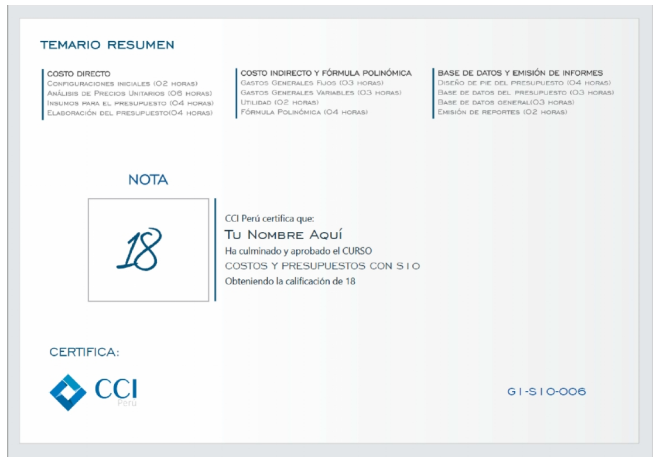 TEMARIO RESUMEN
COSTO DIRECTO
CONFIGURACIONES INICIALES (02 HORAS)
ANÁLISIS DE PRECIOS UNITARIOS (06 HORAS)
INSUMOS PARA EL PRESUPUESTO (04 HORAS)
ELABORACIÓN DEL PRESUPUESTO(04 HORAS)
COSTO INDIRECTO Y FÓRMULA POLINÓMICA
GASTOS GENERALES FIJOS (03 HORAS)
GASTOS GENERALES VARIABLES (03 HORAS)
UTILIDAD (02 HORAS)
FÓRMULA POLINÓMICA (04 HORAS)
BASE DE DATOS Y EMISIÓN DE INFORMES
DISEÑO DE PIE DEL PRESUPUESTO (04 HORAS)
BASE DE DATOS DEL PRESUPUESTO (03 HORAS)
BASE DE DATOS GENERAL(03 HORAS)
EMISIÓN DE REPORTES (02 HORAS)
NOTA
18
CCI Perú certifica que:
TU NOMBRE AQUÍ
Ha culminado y aprobado el CURSO
COSTOS Y PRESUPUESTOS CON S10
Obteniendo la calificación de 18
CERTIFICA:
CCI
Perú
G1-S10-006